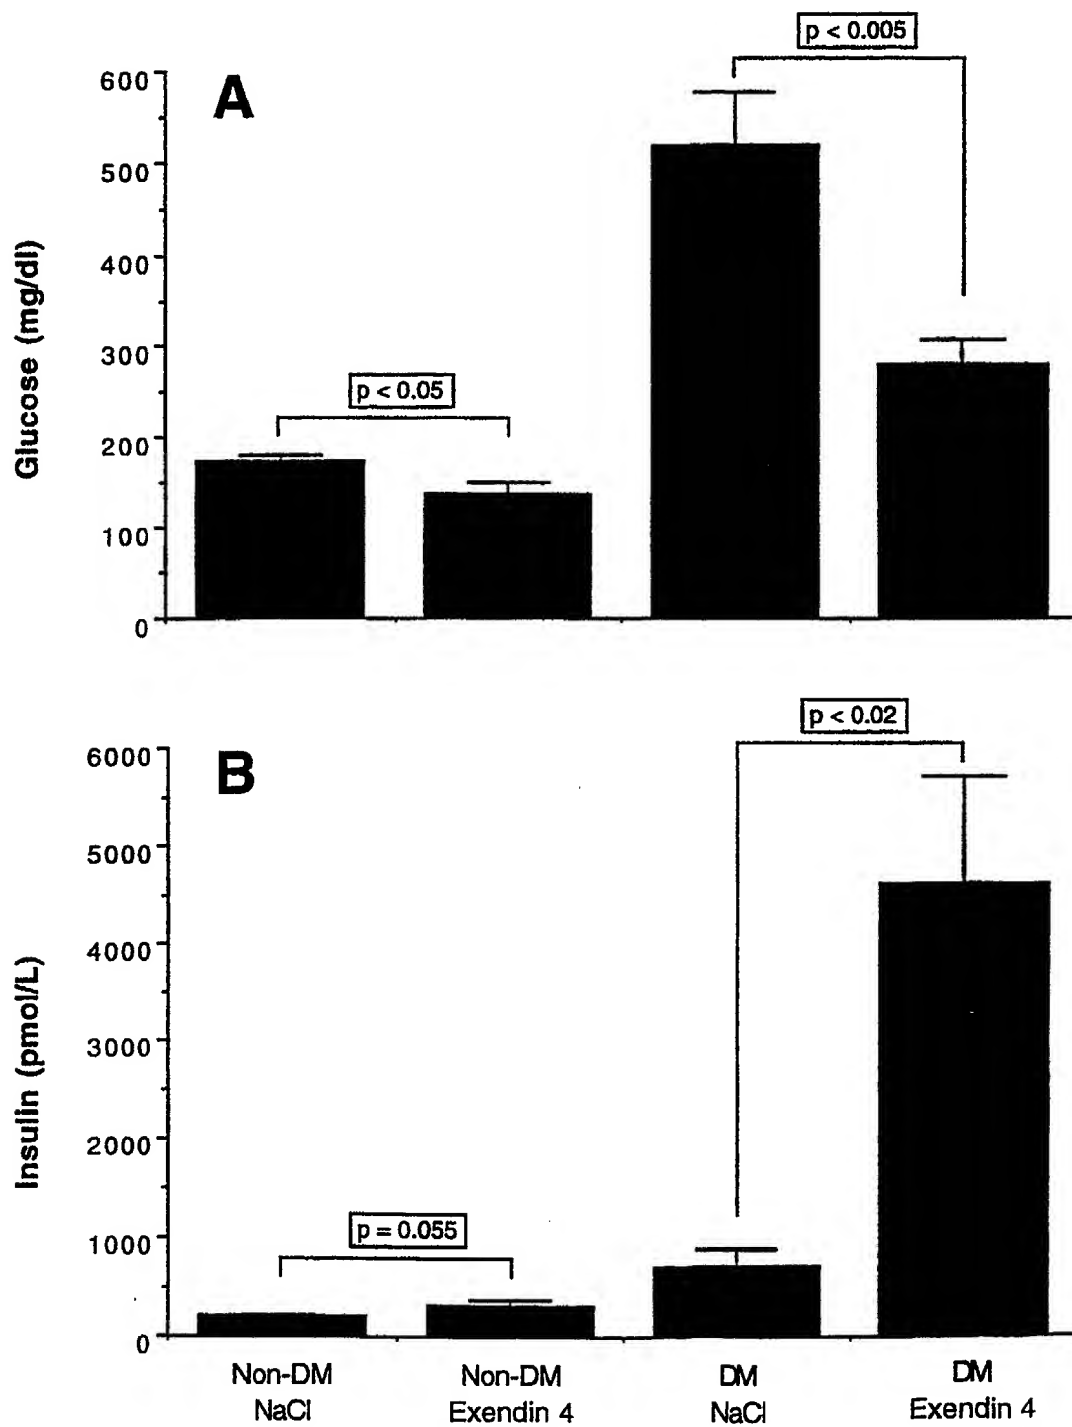 p < 0.005
A
600
500
400
300
200
100
0
Glucose (mg/dl)
p < 0.05
p < 0.02
B
6000
5000
4000
3000
2000
1000
0
Insulin (pmol/L)
p = 0.055
Non-DM
NaCl
Non-DM
Exendin 4
DM
NaCl
DM
Exendin 4